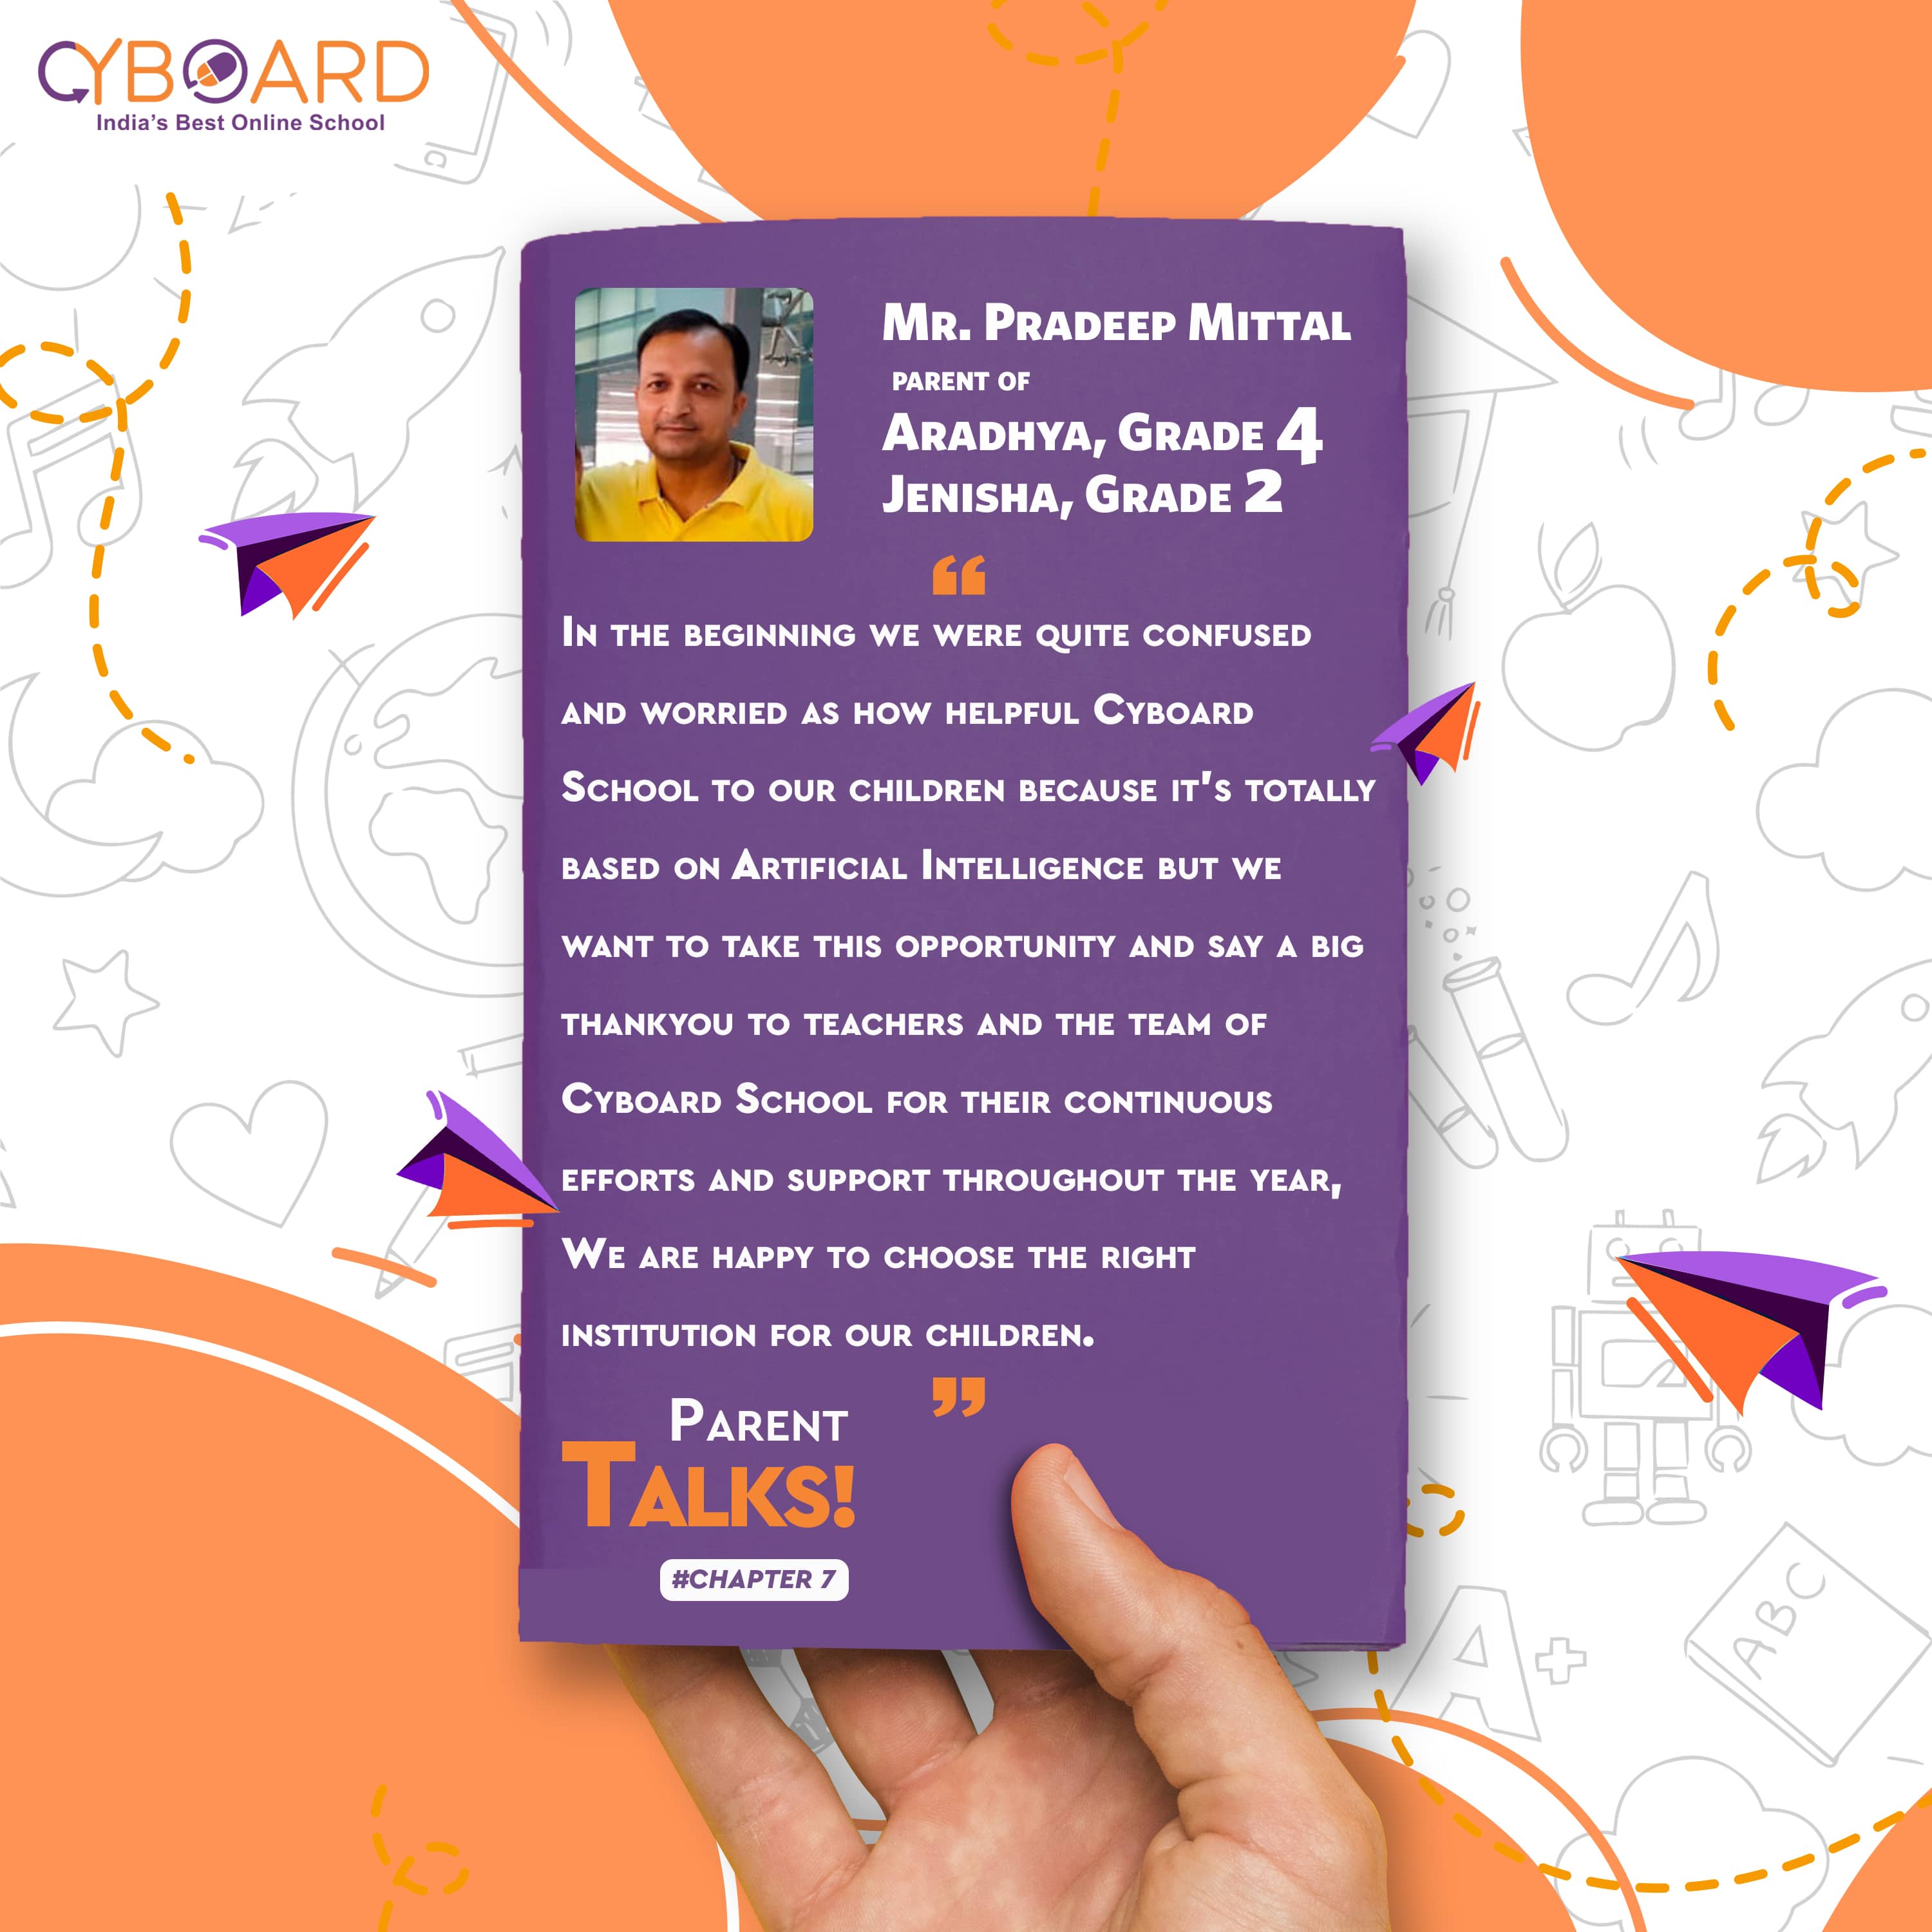 CYBOARD
India's Best Online School
Mr. Pradeep Mittal
parent of
Aradhya, Grade 4
Jenisha, Grade 2
“
In the beginning we were quite confused
and worried as how helpful Cyboard
School to our children because it's totally
based on Artificial Intelligence but we
want to take this opportunity and say a big
thankyou to teachers and the team of
Cyboard School for their continuous
efforts and support throughout the year,
We are happy to choose the right
institution for our children.
”
Parent
Talks!
#CHAPTER 7
A+
ABC